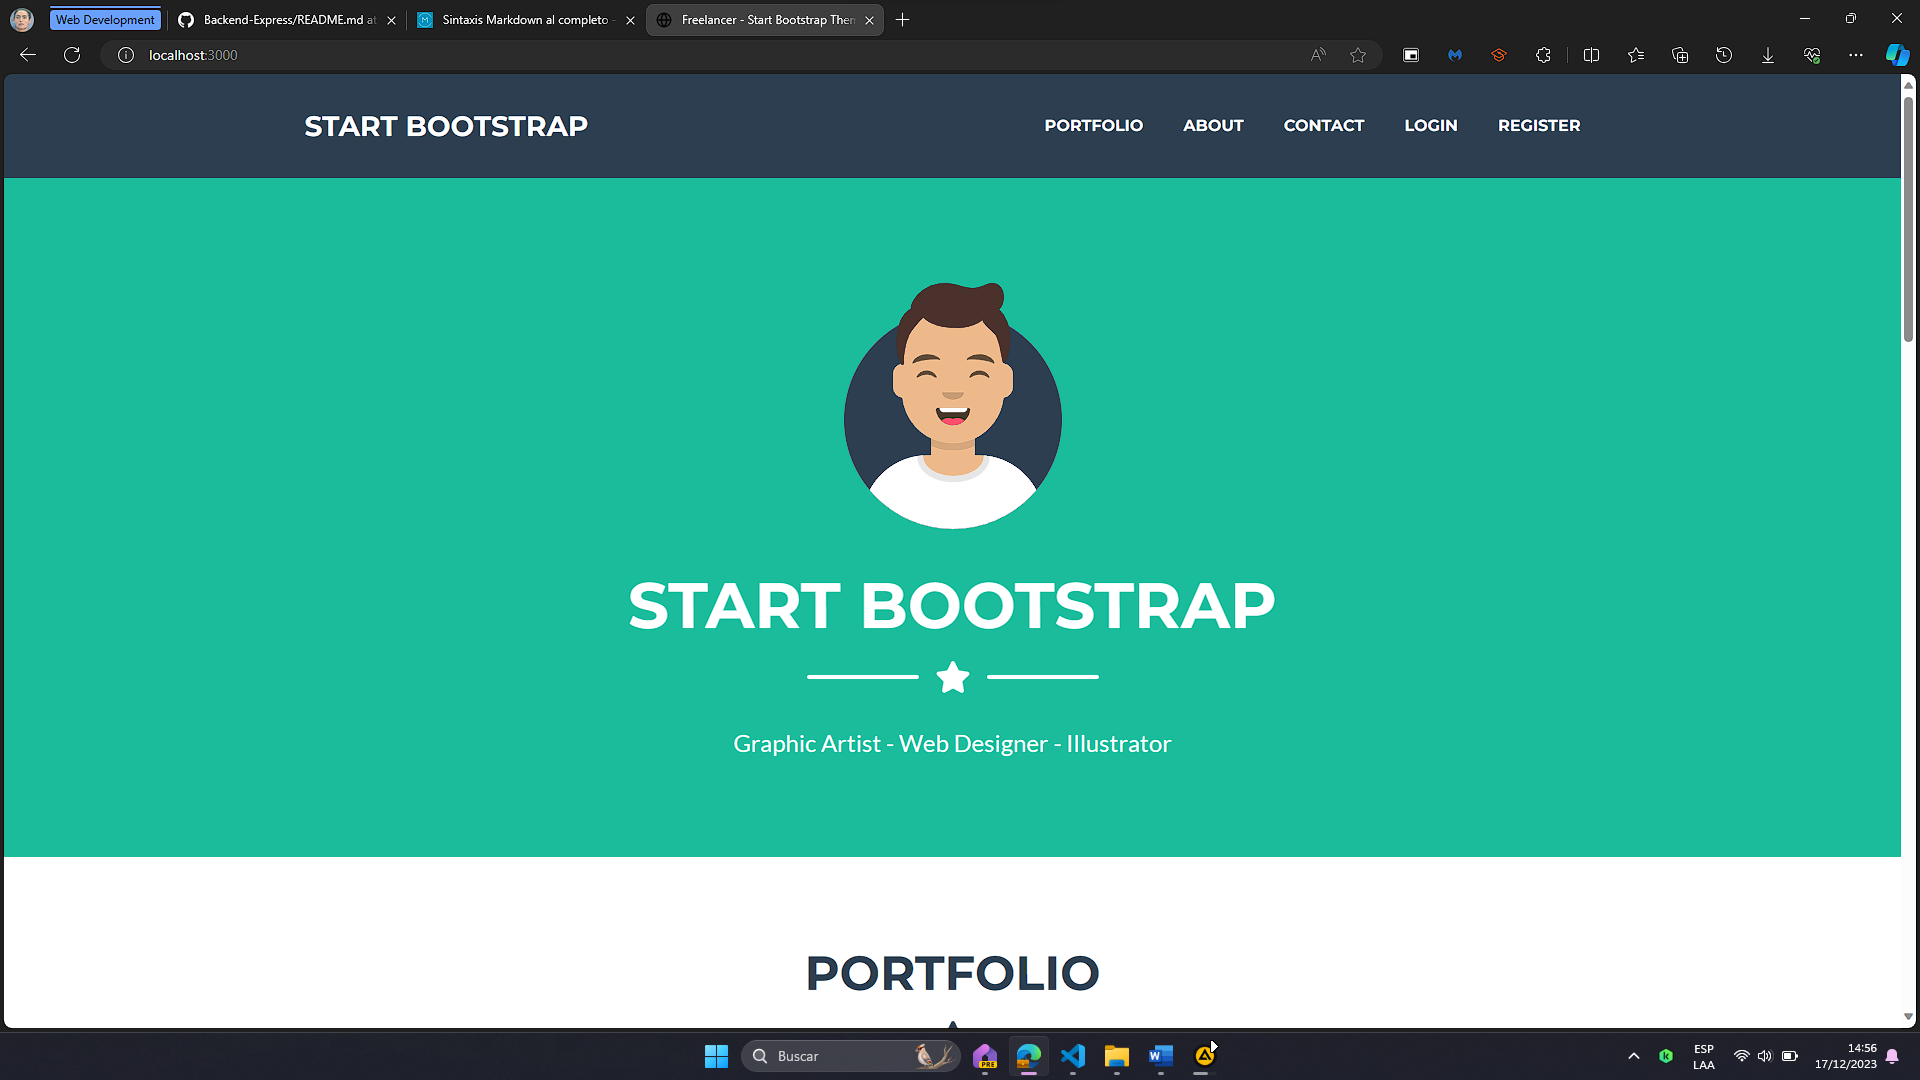 Web Development
Backend-Express/README.md at
Sintaxis Markdown al completo -
Freelancer - Start Bootstrap Then
localhost:3000
START BOOTSTRAP
PORTFOLIO
ABOUT
CONTACT
LOGIN
REGISTER
START BOOTSTRAP
Graphic Artist - Web Designer - Illustrator
PORTFOLIO
Buscar
PRE
ESP
LAA
14:56
17/12/2023